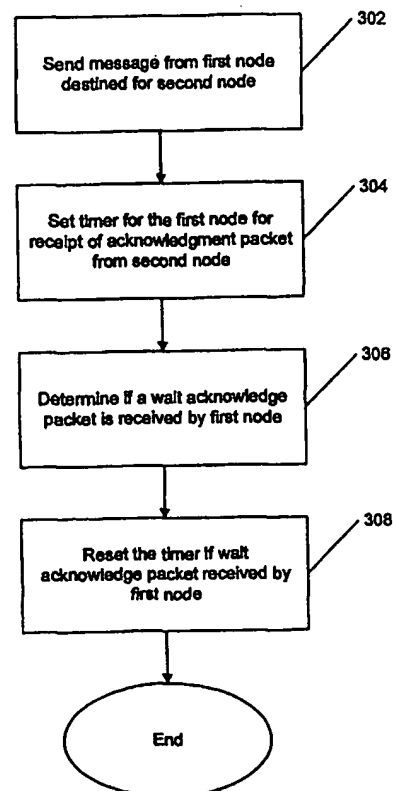 302
Send message from first node
destined for second node
304
Set timer for the first node for
receipt of acknowledgment packet
from second node
306
Determine if a wait acknowledge
packet is received by first node
308
Reset the timer if wait
acknowledge packet received by
first node
End